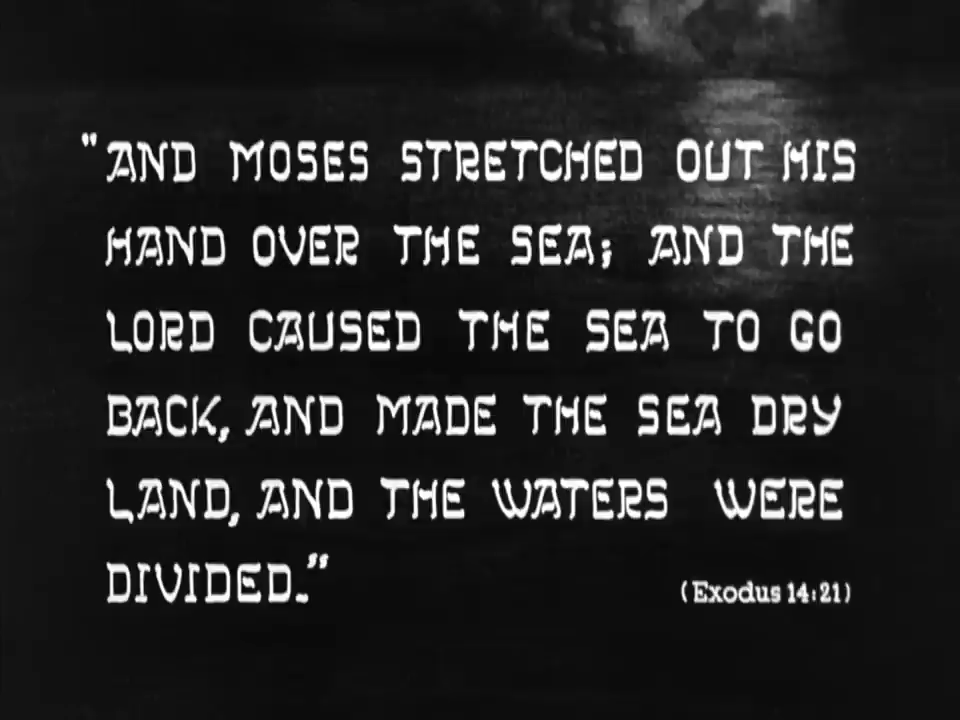 "AND MOSES STRETCHED OUT HIS
HAND OVER THE SEA; AND THE
LORD CAUSED THE SEA TO GO
BACK, AND MADE THE SEA DRY
LAND, AND THE WATERS WERE
DIVIDED."
(Exodus 14:21)